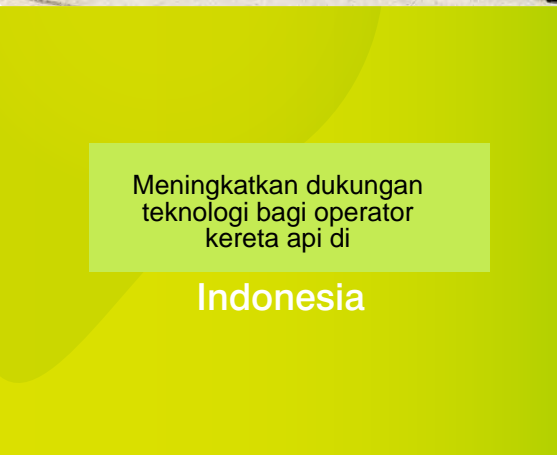 Meningkatkan dukungan
teknologi bagi operator
kereta api di
Indonesia